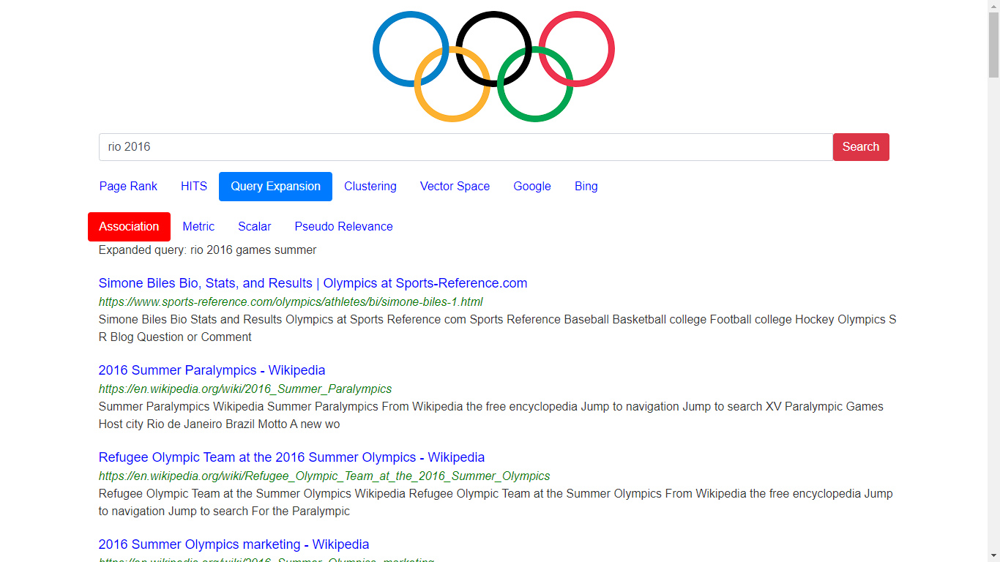 rio 2016
Search
Page Rank HITS Query Expansion Clustering Vector Space Google Bing
Association Metric Scalar Pseudo Relevance
Expanded query: rio 2016 games summer
Simone Biles Bio, Stats, and Results | Olympics at Sports-Reference.com
https://www.sports-reference.com/olympics/athletes/bi/simone-biles-1.html
Simone Biles Bio Stats and Results Olympics at Sports Reference com Sports Reference Baseball Basketball college Football college Hockey Olympics S
R Blog Question or Comment
2016 Summer Paralympics - Wikipedia
https://en.wikipedia.org/wiki/2016_Summer_Paralympics
Summer Paralympics Wikipedia Summer Paralympics From Wikipedia the free encyclopedia Jump to navigation Jump to search XV Paralympic Games
Host city Rio de Janeiro Brazil Motto A new wo
Refugee Olympic Team at the 2016 Summer Olympics - Wikipedia
https://en.wikipedia.org/wiki/Refugee_Olympic_Team_at_the_2016_Summer_Olympics
Refugee Olympic Team at the Summer Olympics Wikipedia Refugee Olympic Team at the Summer Olympics From Wikipedia the free encyclopedia Jump
to navigation Jump to search For the Paralympic
2016 Summer Olympics marketing - Wikipedia
https://en.wikipedia.org/wiki/2016_Summer_Olympics_marketing